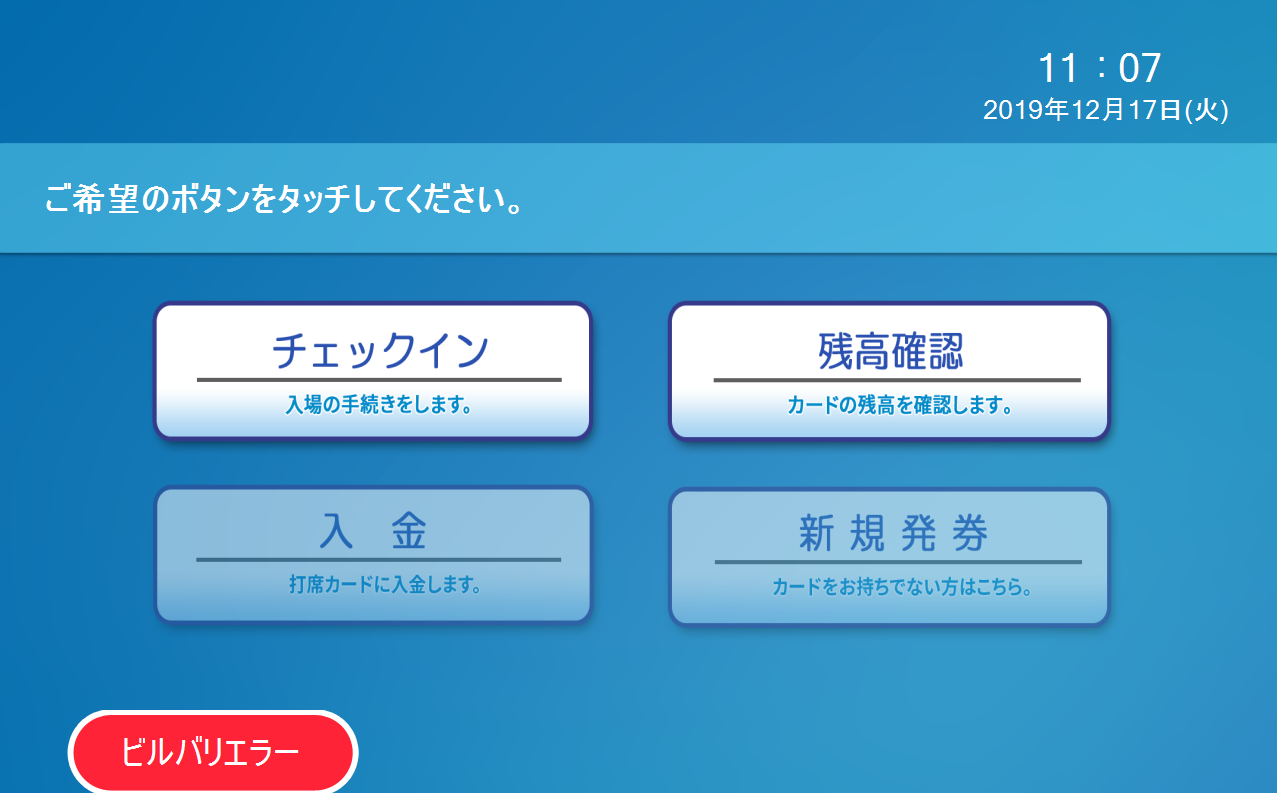 11：07
2019年12月17日(火)
ご希望のボタンをタッチしてください。
チェックイン
入場の手続きをします。
残高確認
カードの残高を確認します。
入　金
打席カードに入金します。
新 規 発 券
カードをお持ちでない方はこちら。
ビルバリエラー